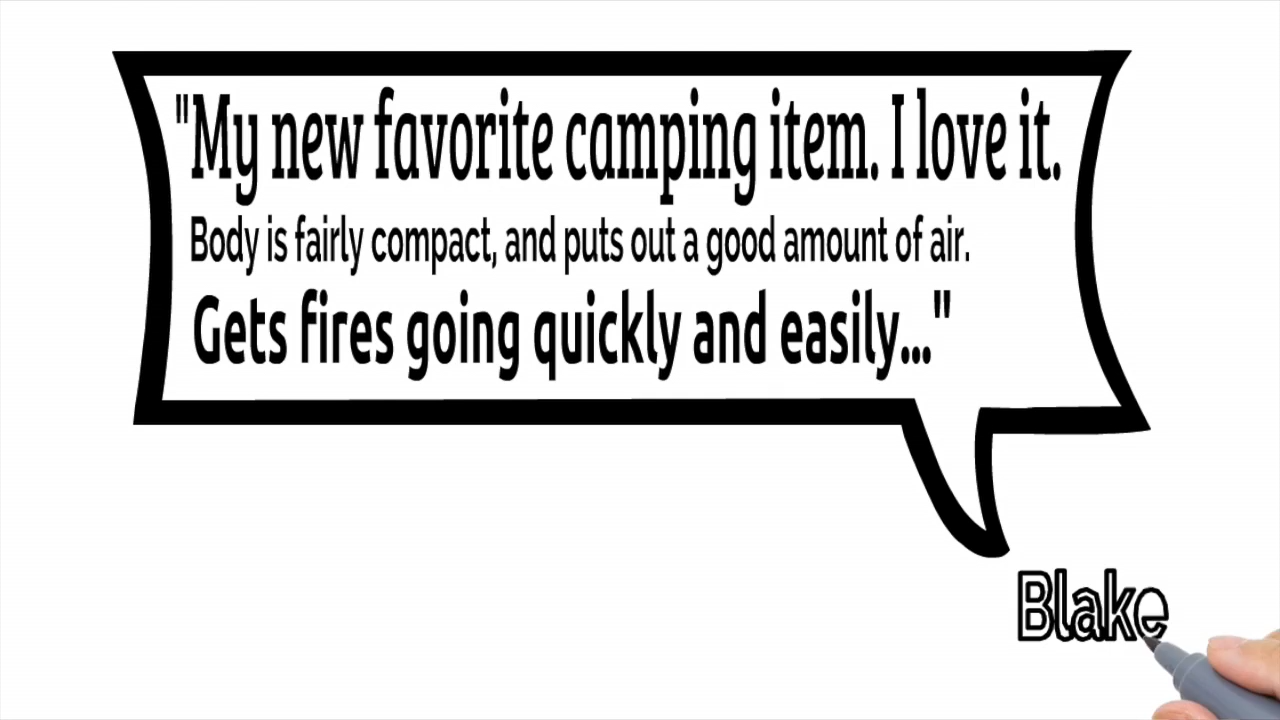 "My new favorite camping item. I love it.
Body is fairly compact, and puts out a good amount of air.
Gets fires going quickly and easily..."
Blake